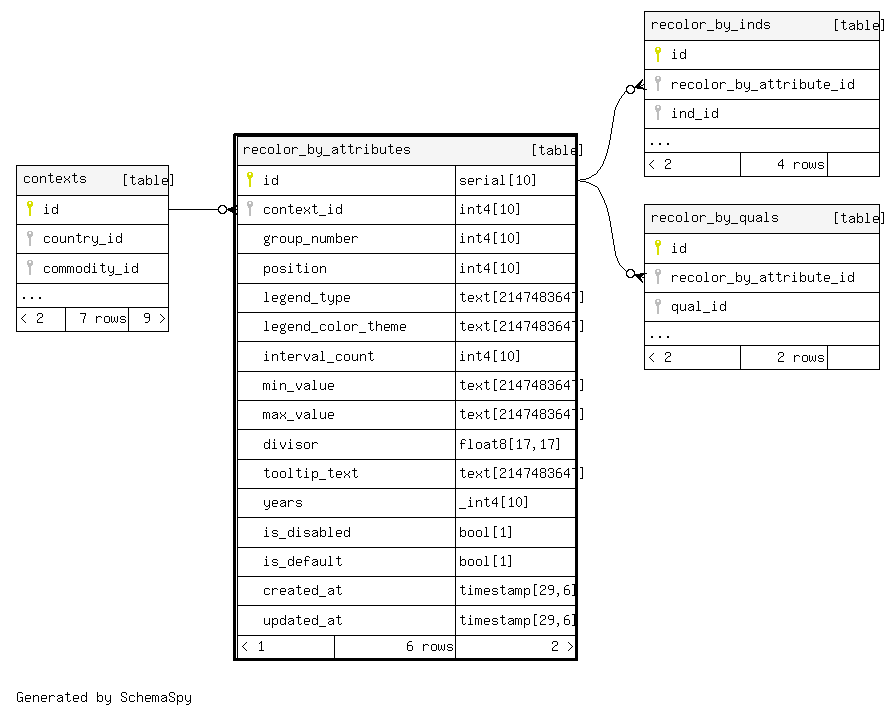 contexts [table]
id
country_id
commodity_id
...
< 2 7 rows 9 >
recolor_by_attributes [table]
id serial[10]
context_id int4[10]
group_number int4[10]
position int4[10]
legend_type text[2147483647]
legend_color_theme text[2147483647]
interval_count int4[10]
min_value text[2147483647]
max_value text[2147483647]
divisor float8[17,17]
tooltip_text text[2147483647]
years _int4[10]
is_disabled bool[1]
is_default bool[1]
created_at timestamp[29,6]
updated_at timestamp[29,6]
< 1 6 rows 2 >
recolor_by_inds [table]
id
recolor_by_attribute_id
ind_id
...
< 2 4 rows
recolor_by_quals [table]
id
recolor_by_attribute_id
qual_id
...
< 2 2 rows
Generated by SchemaSpy